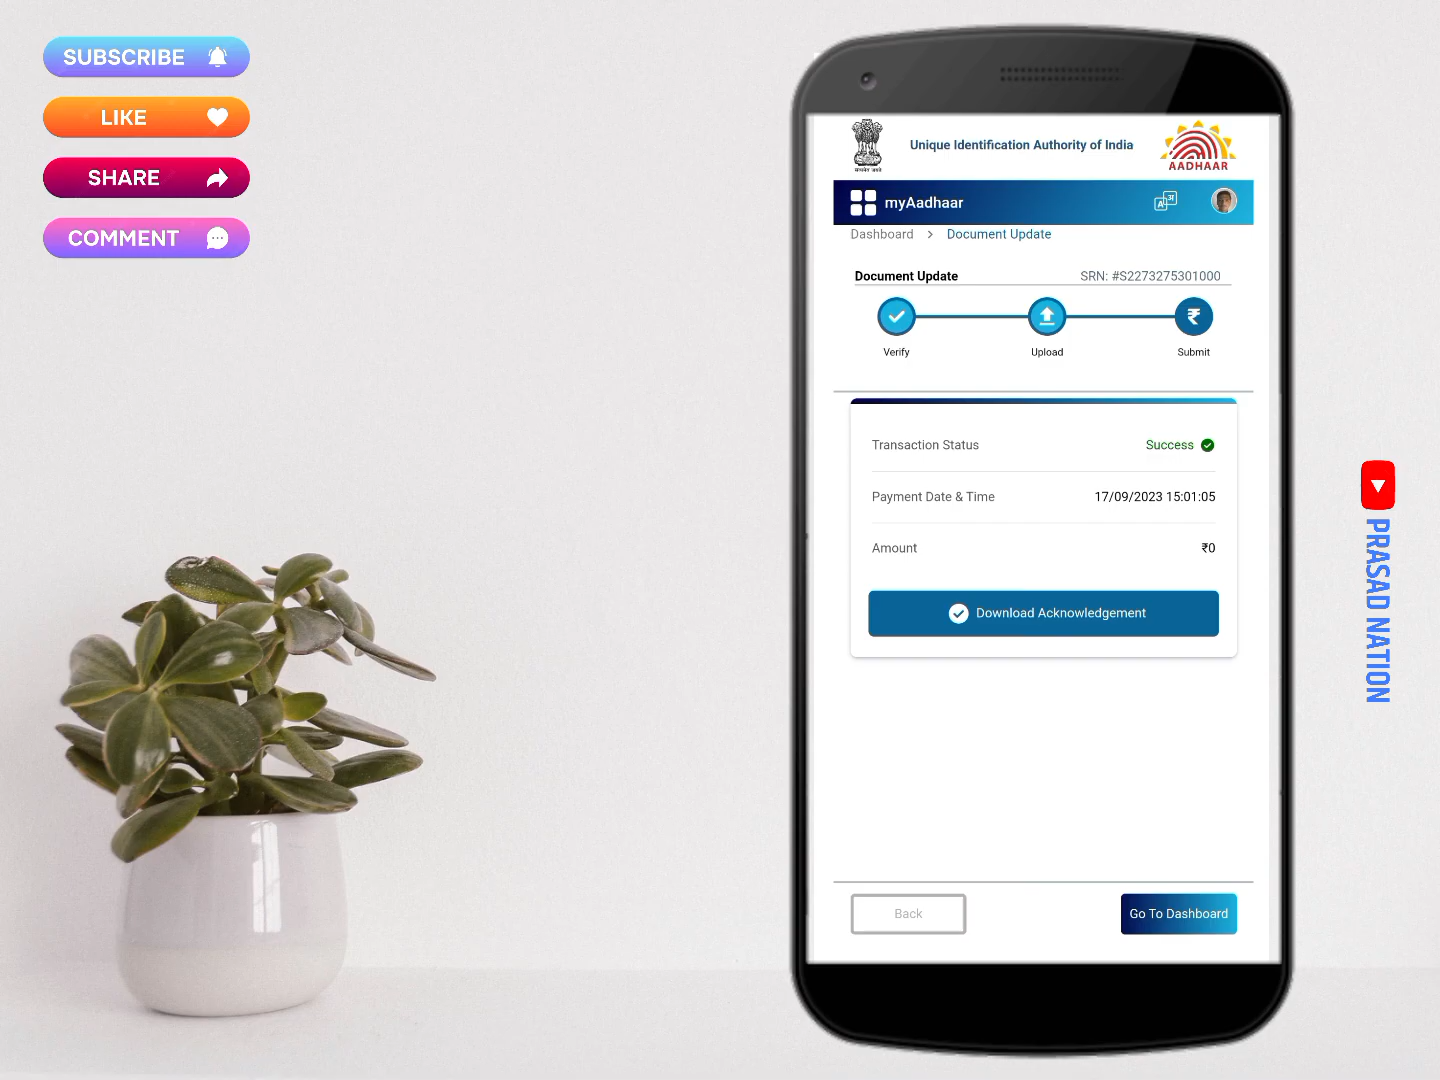 SUBSCRIBE
LIKE
SHARE
COMMENT
Unique Identification Authority of India
AADHAAR
myAadhaar
Dashboard > Document Update
Document Update SRN: #S2273275301000
Verify Upload Submit
Transaction Status Success
Payment Date & Time 17/09/2023 15:01:05
Amount ₹0
Download Acknowledgement
Back Go To Dashboard
PRASAD NATION